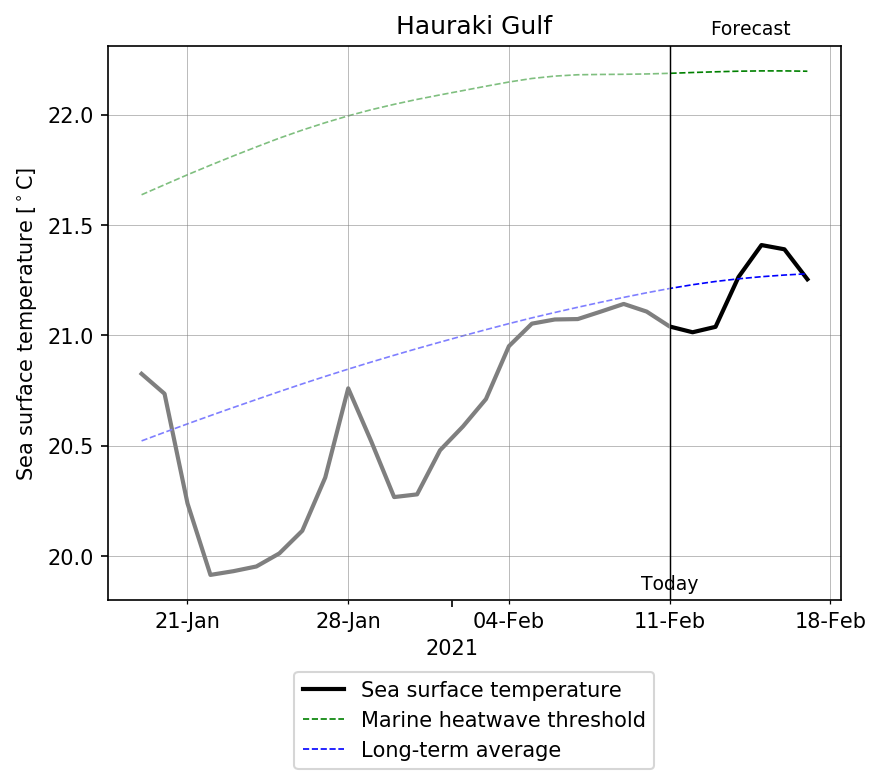 Hauraki Gulf
Forecast
Sea surface temperature [°C]
22.0
21.5
21.0
20.5
20.0
Today
21-Jan 28-Jan 04-Feb 11-Feb 18-Feb
2021
Sea surface temperature
Marine heatwave threshold
Long-term average